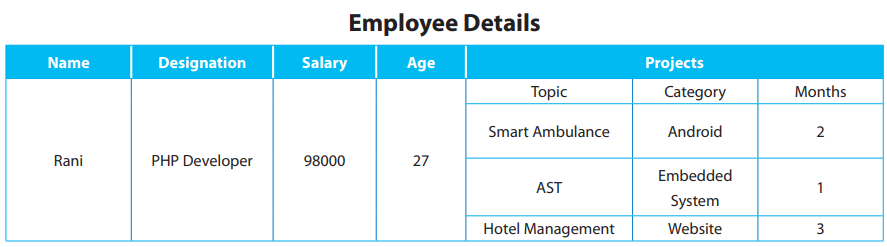 Employee Details
Name Designation Salary Age Projects
Topic Category Months
Smart Ambulance Android 2
Rani PHP Developer 98000 27
AST Embedded System 1
Hotel Management Website 3